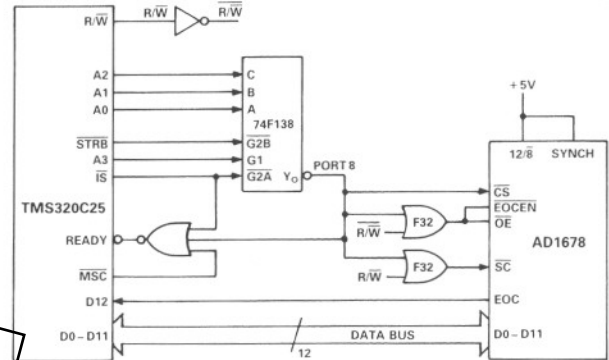 R/W̅
R/W̅
R̅/̅W̅
A2
A1
A0
S̅T̅R̅B̅
A3
I̅S̅
TMS320C25
READY
M̅S̅C̅
D12
D0–D11
C
B
A
74F138
G̅2̅B̅
G1
G̅2̅A̅
Y₀
PORT 8
R̅/̅W̅
F32
R/W̅
F32
DATA BUS
12
+5V
12/8̅
SYNCH
C̅S̅
E̅O̅C̅E̅N̅
O̅E̅
AD1678
S̅C̅
EOC
D0–D11